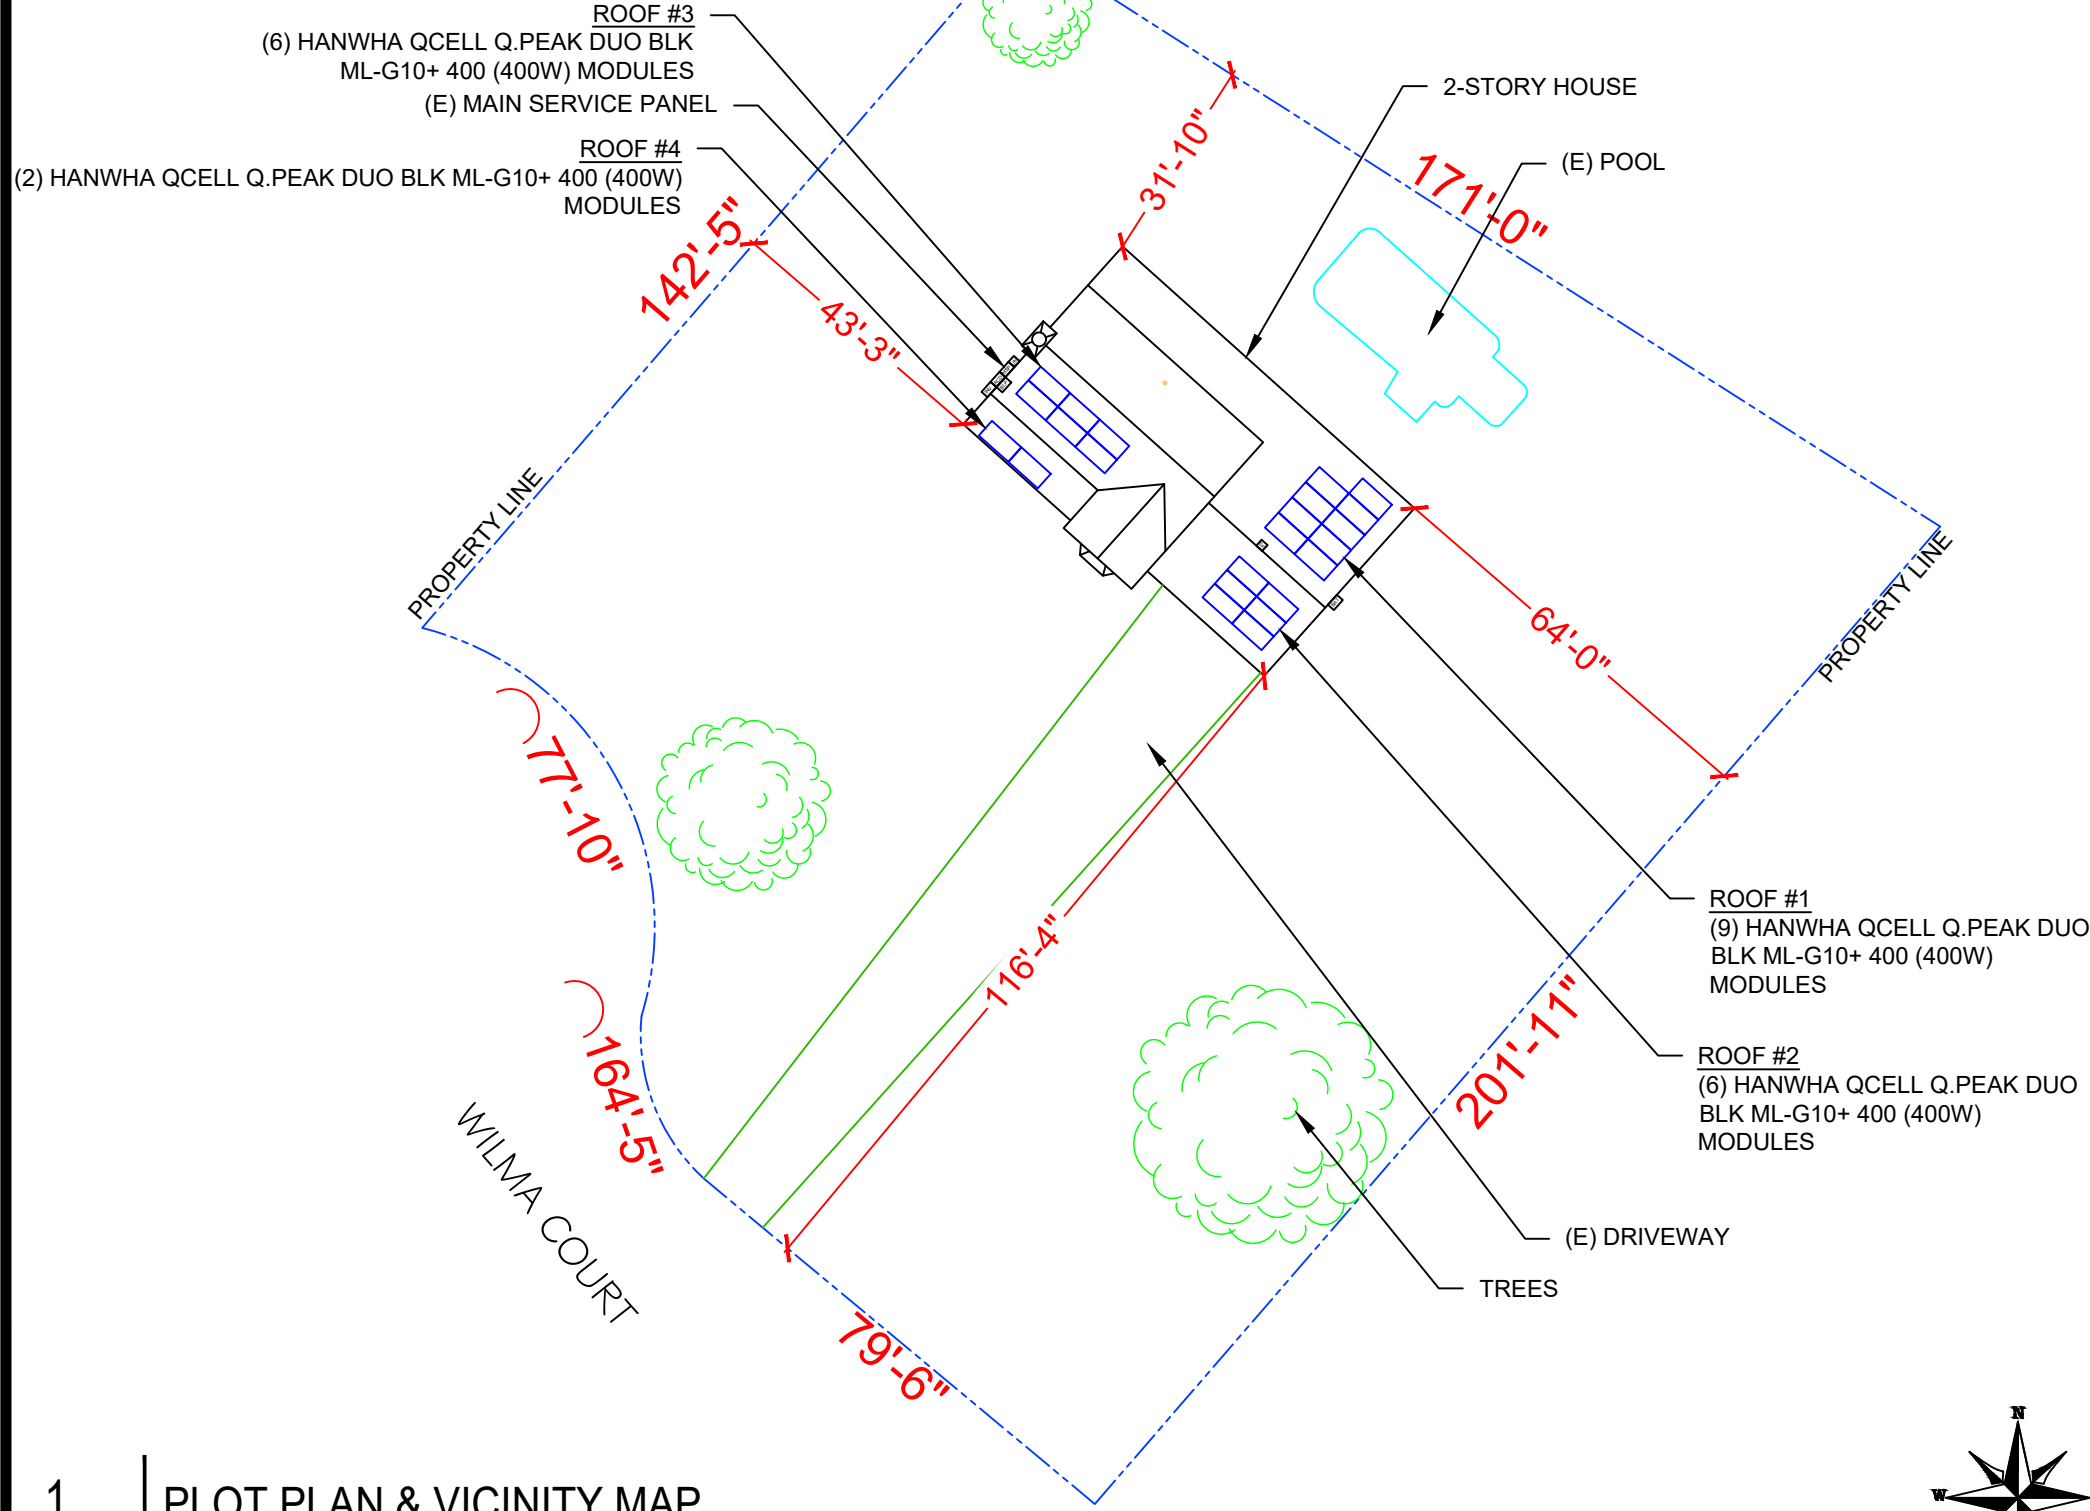 ROOF #3
(6) HANWHA QCELL Q.PEAK DUO BLK
ML-G10+ 400 (400W) MODULES
(E) MAIN SERVICE PANEL
ROOF #4
(2) HANWHA QCELL Q.PEAK DUO BLK ML-G10+ 400 (400W)
MODULES
2-STORY HOUSE
(E) POOL
31'-10"
171'-0"
142'-5"
43'-3"
PROPERTY LINE
PROPERTY LINE
64'-0"
77'-10"
116'-4"
164'-5"
201'-11"
ROOF #1
(9) HANWHA QCELL Q.PEAK DUO
BLK ML-G10+ 400 (400W)
MODULES
ROOF #2
(6) HANWHA QCELL Q.PEAK DUO
BLK ML-G10+ 400 (400W)
MODULES
WILMA COURT
(E) DRIVEWAY
TREES
79'-6"
N
W
1
PLOT PLAN & VICINITY MAP